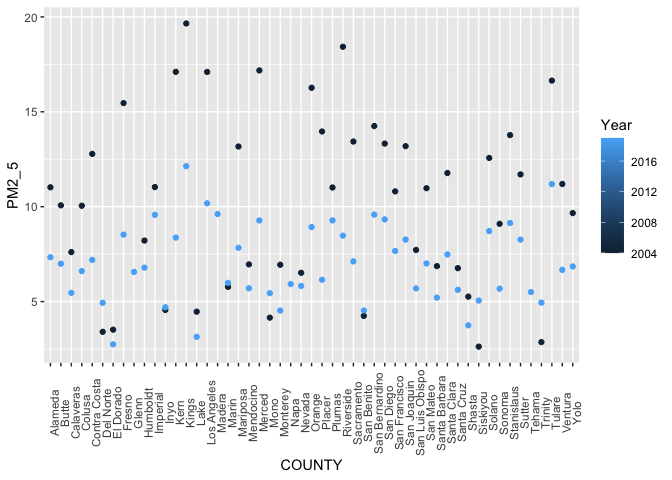 20
15
10
5
PM2_5
Alameda
Butte
Calaveras
Colusa
Contra Costa
Del Norte
El Dorado
Fresno
Glenn
Humboldt
Imperial
Inyo
Kern
Kings
Lake
Los Angeles
Madera
Marin
Mariposa
Mendocino
Merced
Mono
Monterey
Napa
Nevada
Orange
Placer
Plumas
Riverside
Sacramento
San Benito
San Bernardino
San Diego
San Francisco
San Joaquin
San Luis Obispo
San Mateo
Santa Barbara
Santa Clara
Santa Cruz
Shasta
Siskiyou
Solano
Sonoma
Stanislaus
Sutter
Tehama
Trinity
Tulare
Ventura
Yolo
COUNTY
Year
2016
2012
2008
2004